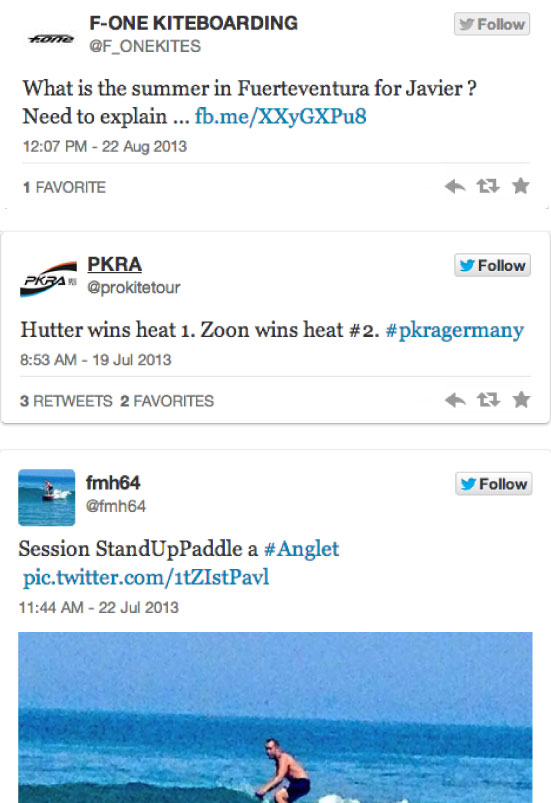 F-ONE KITEBOARDING
Follow
@F_ONEKITES
f.one
What is the summer in Fuerteventura for Javier ?
Need to explain ... fb.me/XXyGXPu8
12:07 PM - 22 Aug 2013
1 FAVORITE
PKRA
Follow
PKRA
@prokitetour
Hutter wins heat 1. Zoon wins heat #2. #pkragermany
8:53 AM - 19 Jul 2013
3 RETWEETS 2 FAVORITES
fmh64
Follow
@fmh64
Session StandUpPaddle a #Anglet
pic.twitter.com/1tZIstPavl
11:44 AM - 22 Jul 2013